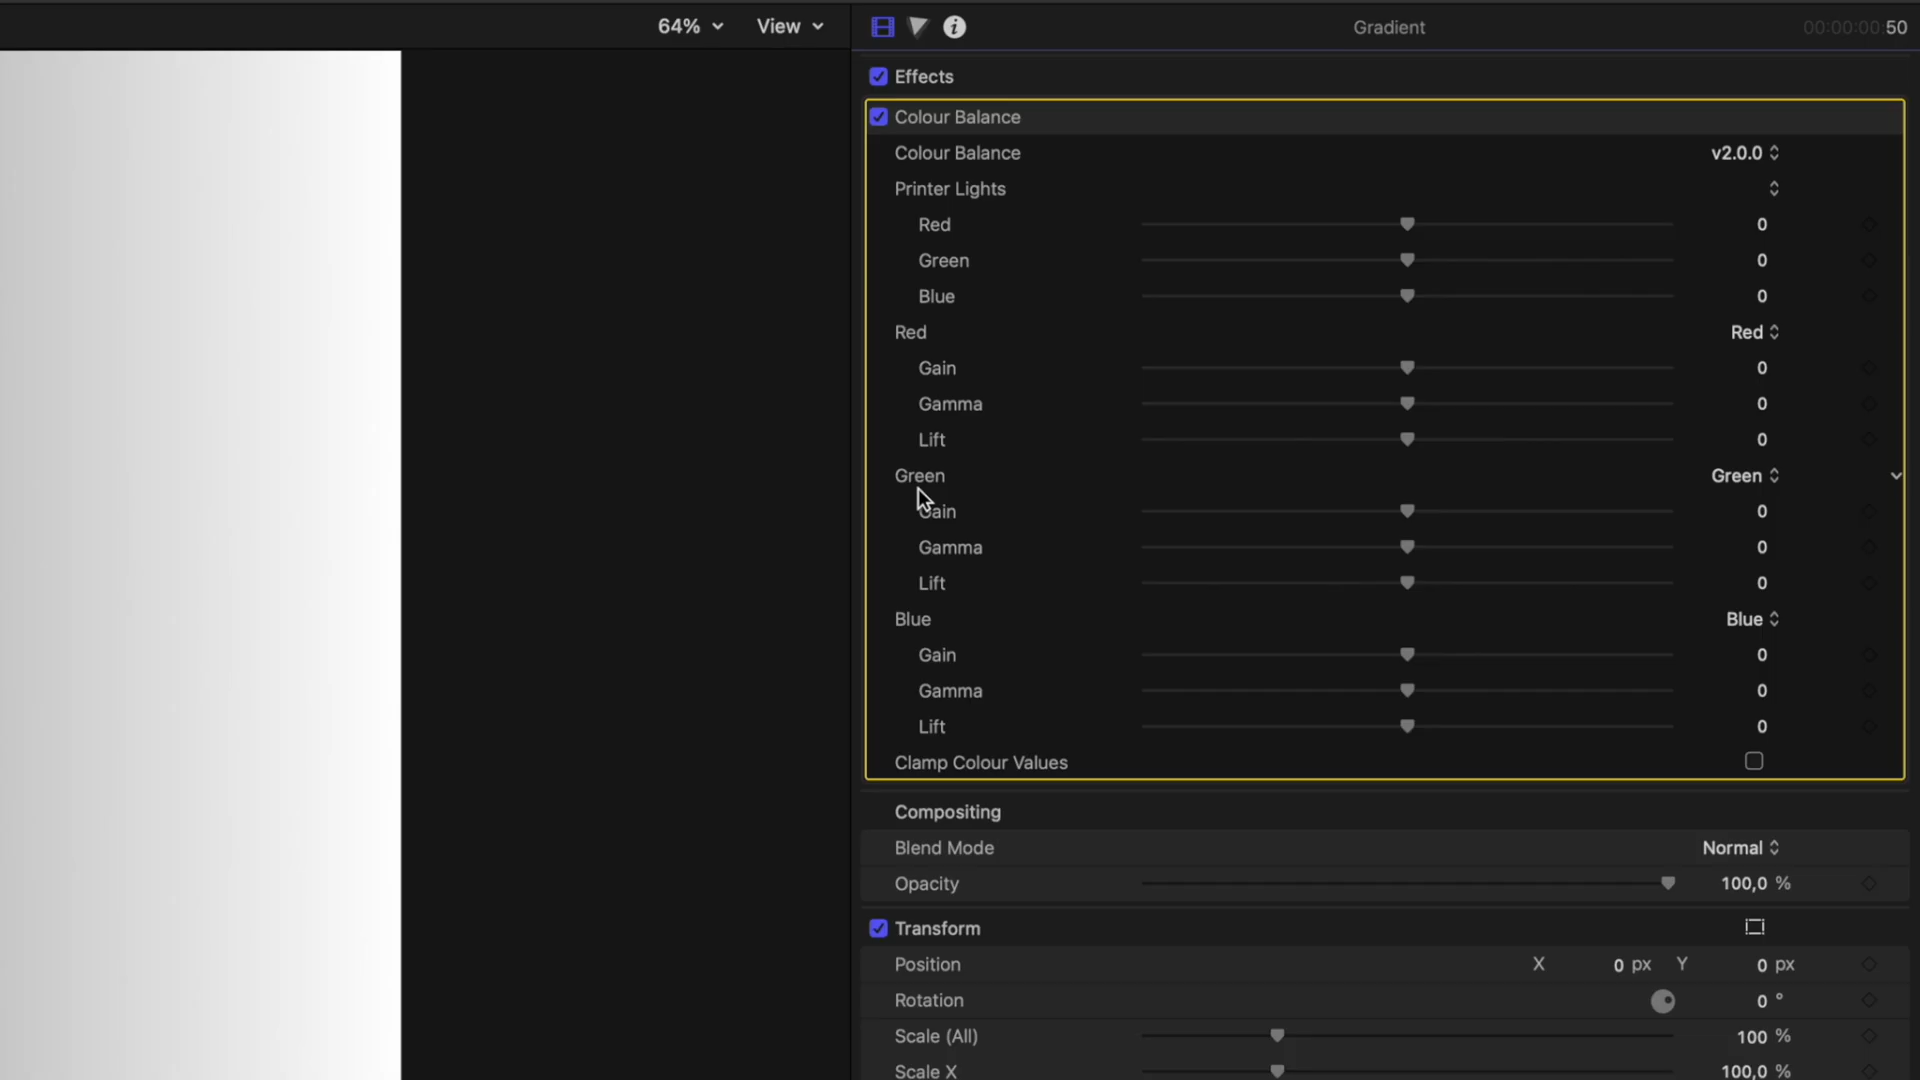 64% View Gradient 00:00:00:50
Effects
Colour Balance
Colour Balance v2.0.0
Printer Lights
Red 0
Green 0
Blue 0
Red Red
Gain 0
Gamma 0
Lift 0
Green Green
Gain 0
Gamma 0
Lift 0
Blue Blue
Gain 0
Gamma 0
Lift 0
Clamp Colour Values
Compositing
Blend Mode Normal
Opacity 100,0 %
Transform
Position X 0 px Y 0 px
Rotation 0 °
Scale (All) 100 %
Scale X 100,0 %